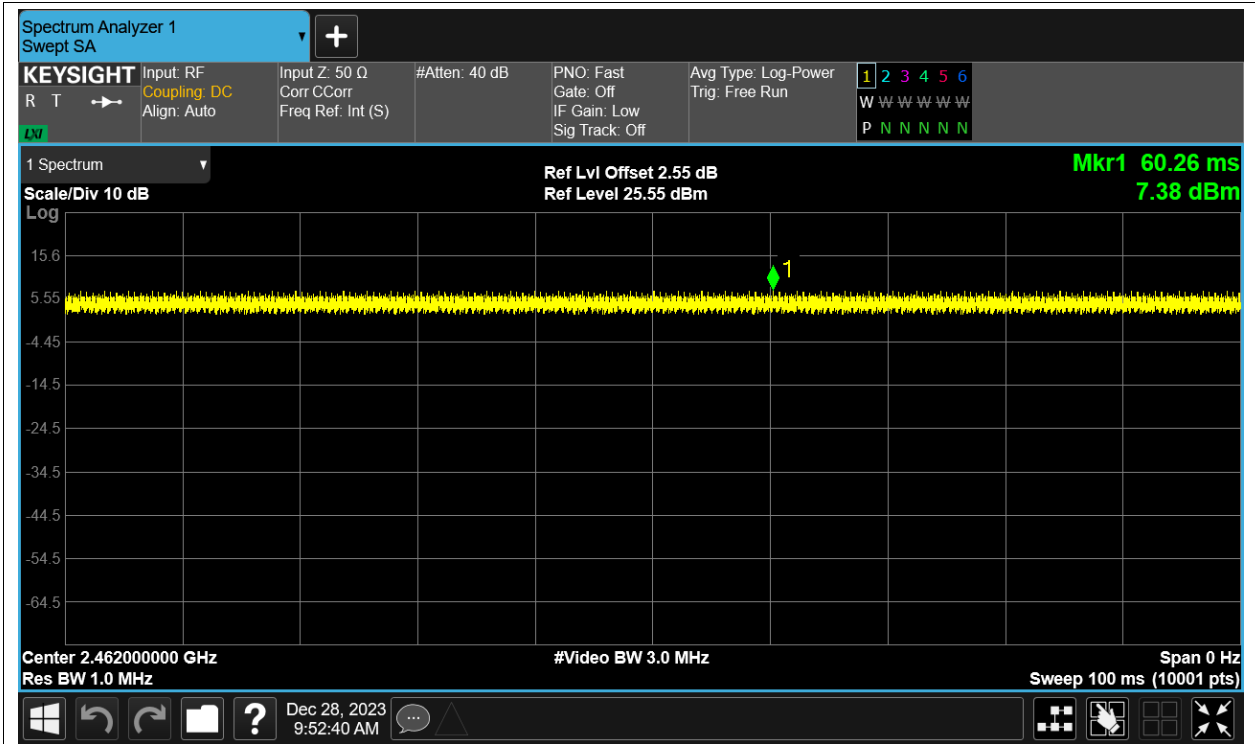 Spectrum Analyzer 1
Swept SA
KEYSIGHT
R T
LXI
Input: RF
Coupling: DC
Align: Auto
Input Z: 50 Ω
Corr CCorr
Freq Ref: Int (S)
#Atten: 40 dB
PNO: Fast
Gate: Off
IF Gain: Low
Sig Track: Off
Avg Type: Log-Power
Trig: Free Run
1 2 3 4 5 6
W W W W W W
P N N N N N
1 Spectrum
Scale/Div 10 dB
Log
Ref Lvl Offset 2.55 dB
Ref Level 25.55 dBm
Mkr1 60.26 ms
7.38 dBm
15.6
1
5.55
-4.45
-14.5
-24.5
-34.5
-44.5
-54.5
-64.5
Center 2.462000000 GHz
#Video BW 3.0 MHz
Span 0 Hz
Res BW 1.0 MHz
Sweep 100 ms (10001 pts)
?
Dec 28, 2023
9:52:40 AM